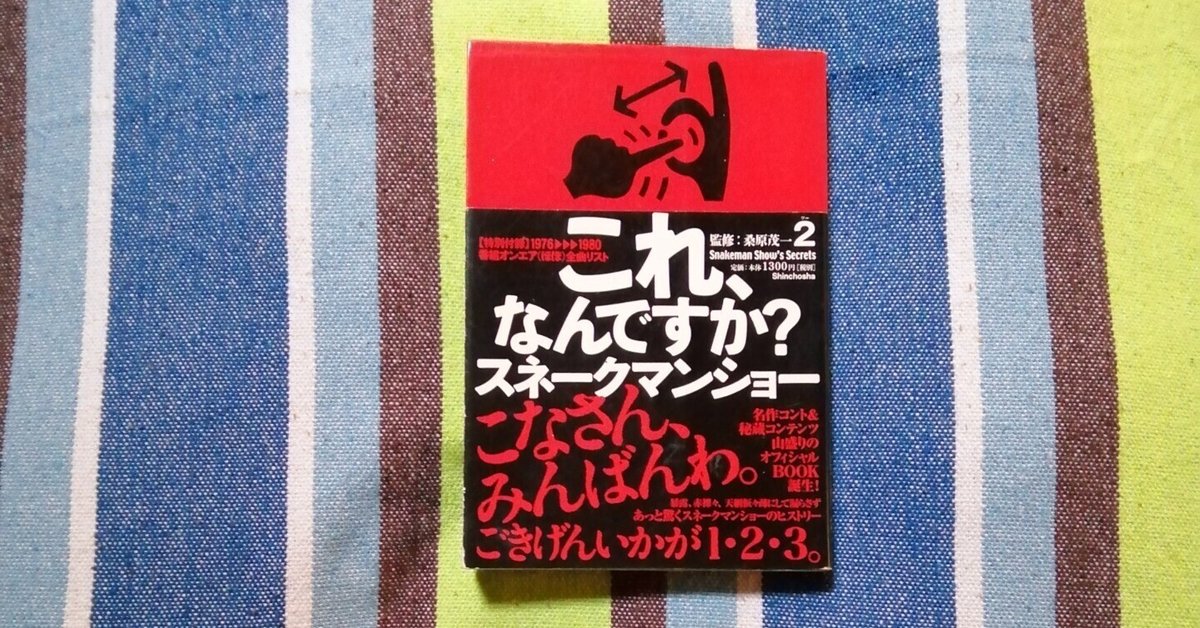 【特別付録】1976▶▶▶1980
番組オンエア(ほぼ)全曲リスト
監修：桑原茂一
ツー
2
Snakeman Show's Secrets
定価：本体1300円[税別]
Shinchosha
これ、
なんですか?
スネークマンショー
こなさん、
みんばんわ。
名作コント&
秘蔵コンテンツ
山盛りの
オフィシャル
BOOK
誕生!
あっと驚くスネークマンショーのヒストリー
ごきげんいかが1・2・3。